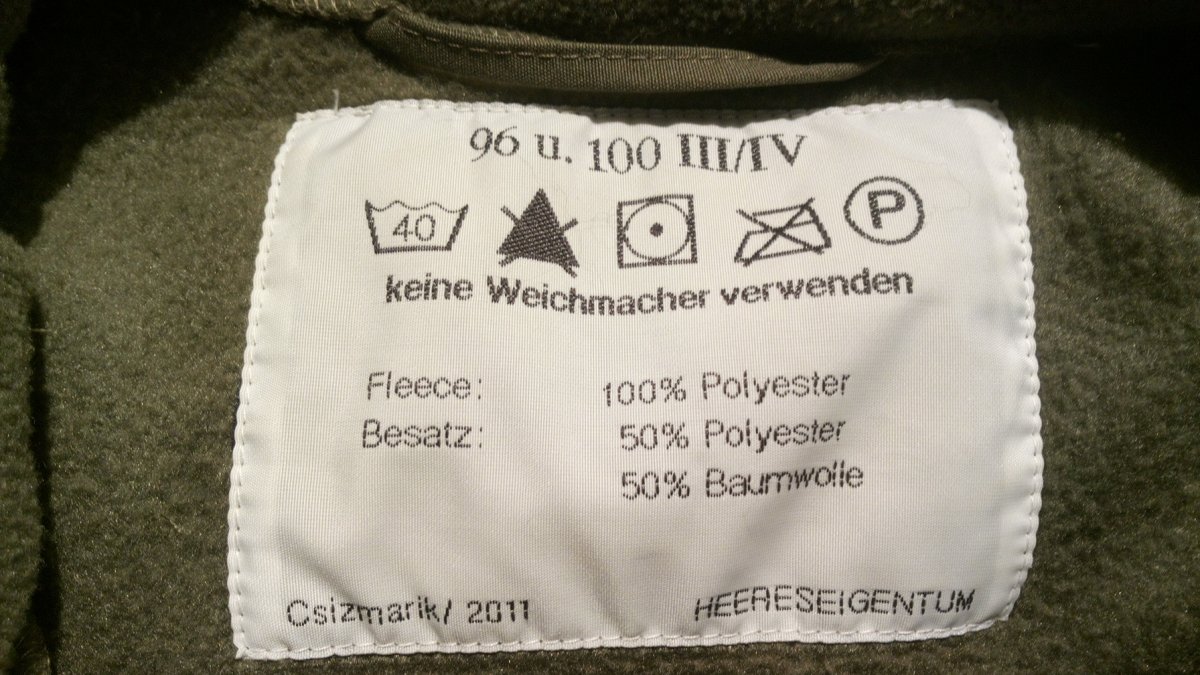 96 u. 100 III/IV
40 P
keine Weichmacher verwenden
Fleece: 100% Polyester
Besatz: 50% Polyester
50% Baumwolle
Csizmarik/ 2011 HEERESEIGENTUM